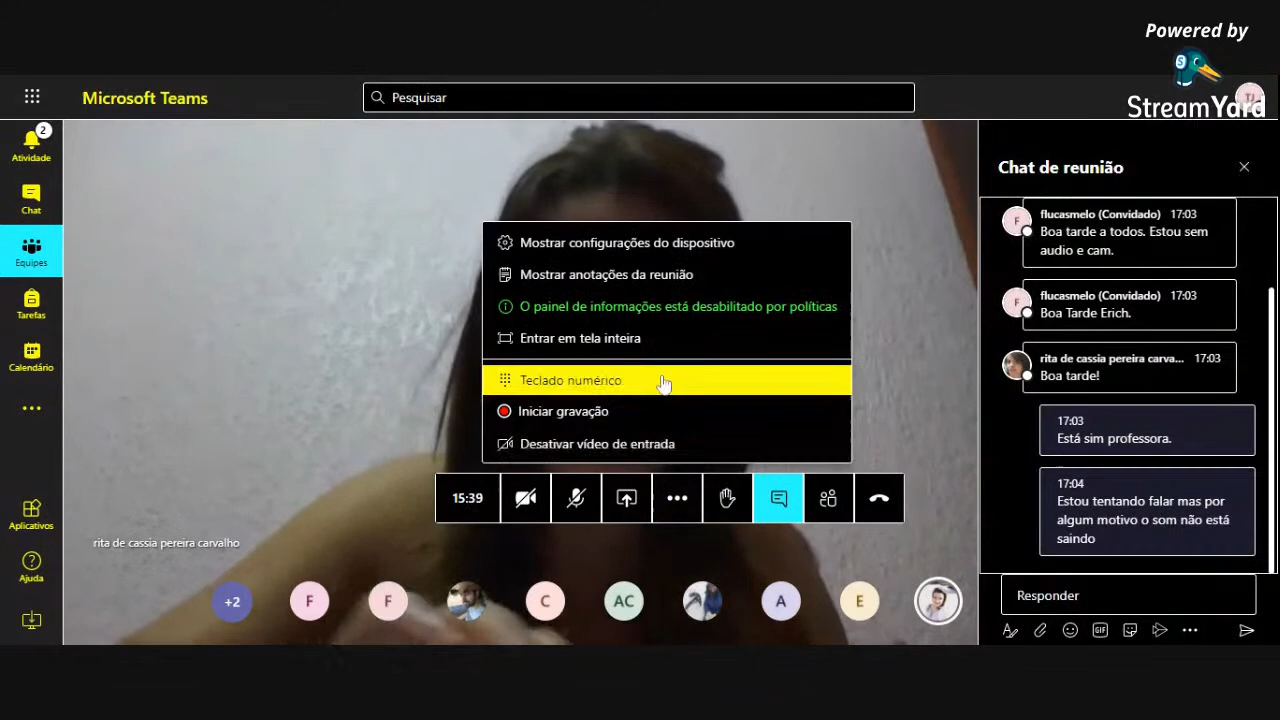 Powered by
StreamYard
Microsoft Teams
Pesquisar
TJ
2
Atividade
Chat
Equipes
Tarefas
Calendário
Aplicativos
Ajuda
Mostrar configurações do dispositivo
Mostrar anotações da reunião
O painel de informações está desabilitado por políticas
Entrar em tela inteira
Teclado numérico
Iniciar gravação
Desativar vídeo de entrada
15:39
rita de cassia pereira carvalho
+2
F
F
C
AC
A
E
Chat de reunião
F
flucasmelo (Convidado) 17:03
Boa tarde a todos. Estou sem
audio e cam.
F
flucasmelo (Convidado) 17:03
Boa Tarde Erich.
rita de cassia pereira carva... 17:03
Boa tarde!
17:03
Está sim professora.
17:04
Estou tentando falar mas por
algum motivo o som não está
saindo
Responder
GIF